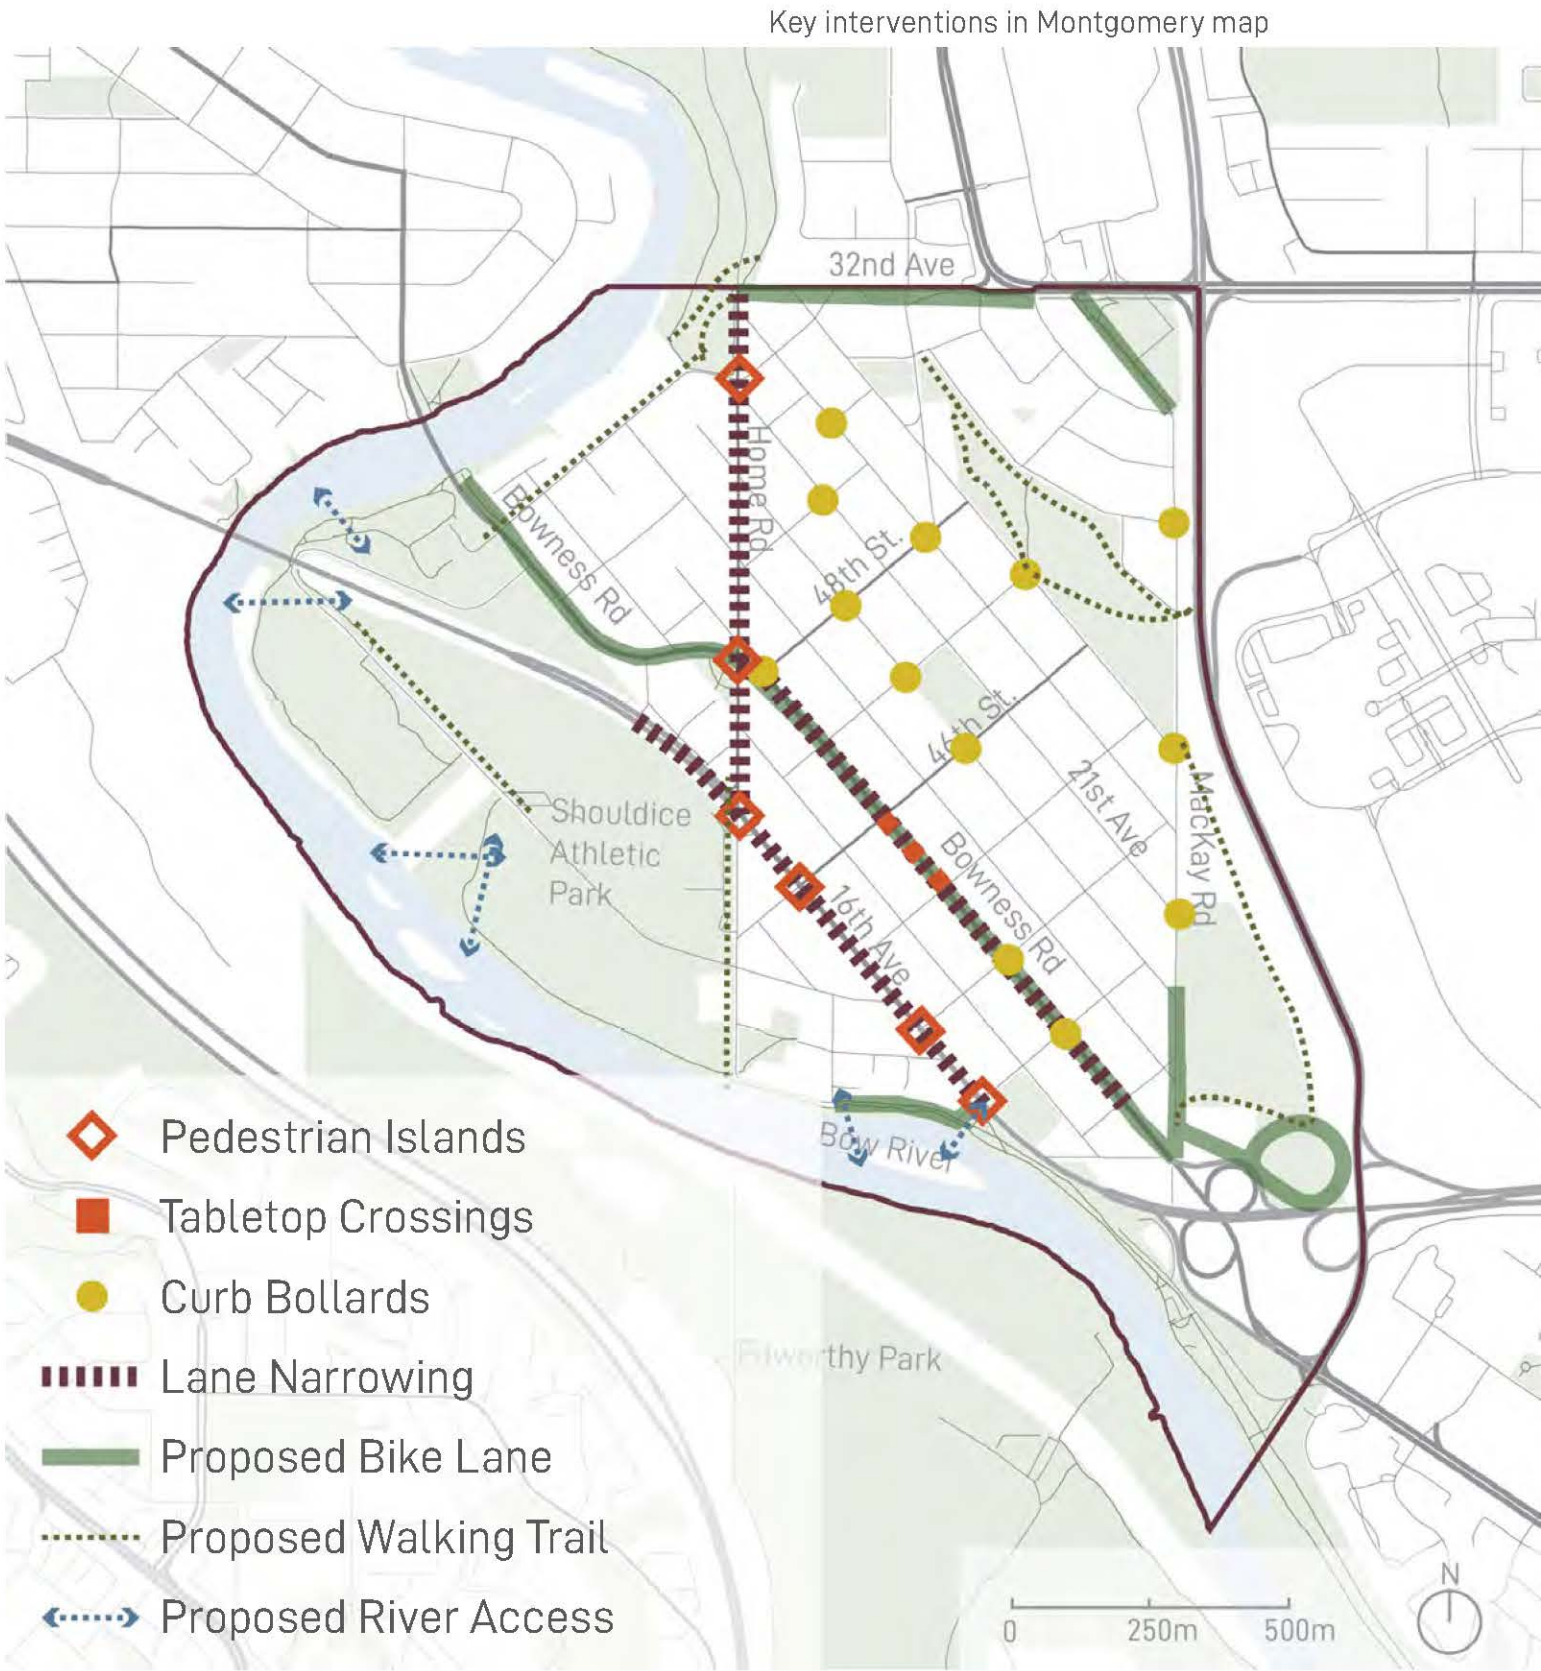 Key interventions in Montgomery map
32nd Ave
Home Rd
Bowness Rd
48th St.
46th St.
21st Ave
MacKay Rd
Shouldice
Athletic
Park
Bowness Rd
16th Ave
Bow River
Edworthy Park
Pedestrian Islands
Tabletop Crossings
Curb Bollards
Lane Narrowing
Proposed Bike Lane
Proposed Walking Trail
Proposed River Access
N
0 250m 500m